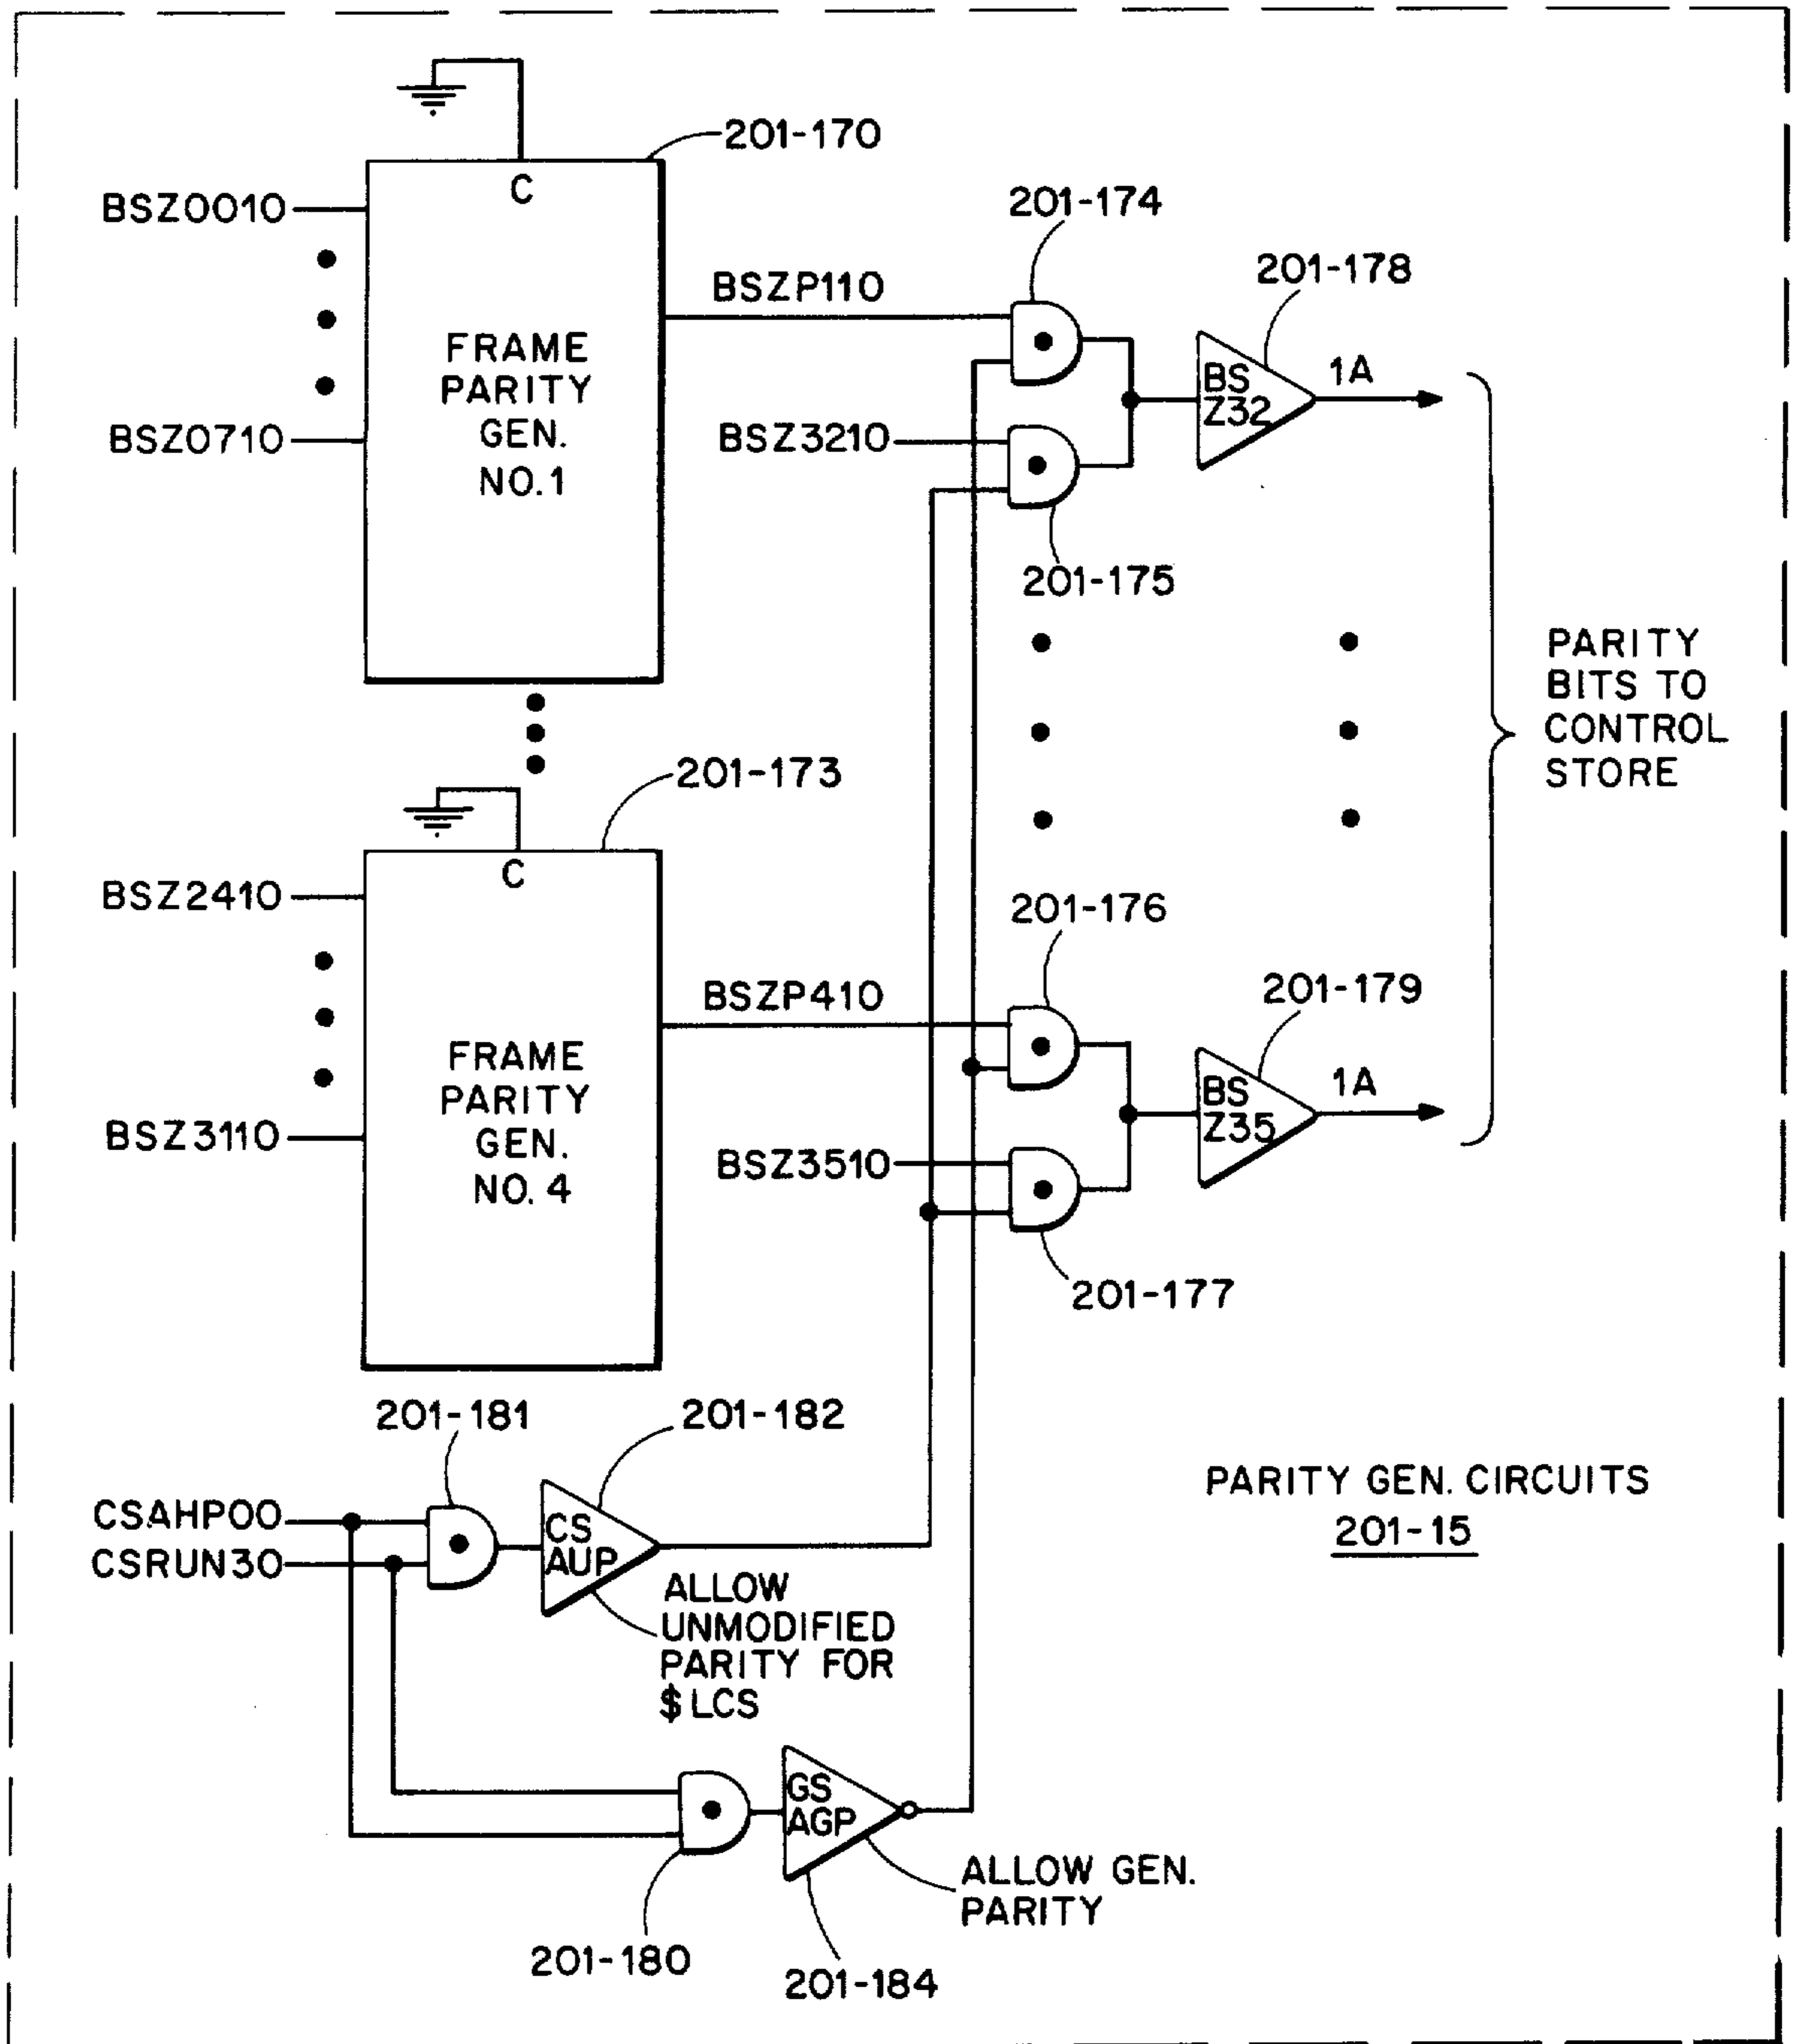 201-170
C
BSZ0010
201-174
201-178
BSZP110
FRAME
PARITY
GEN.
NO.1
BS
Z32
1A
BSZ0710
BSZ3210
201-175
PARITY
BITS TO
CONTROL
STORE
201-173
C
BSZ2410
201-176
BSZP410
201-179
FRAME
PARITY
GEN.
NO. 4
BS
Z35
1A
BSZ3110
BSZ3510
201-177
201-181
201-182
CSAHP00
CSRUN30
CS
AUP
ALLOW
UNMODIFIED
PARITY FOR
$LCS
PARITY GEN. CIRCUITS
201-15
GS
AGP
ALLOW GEN.
PARITY
201-180
201-184